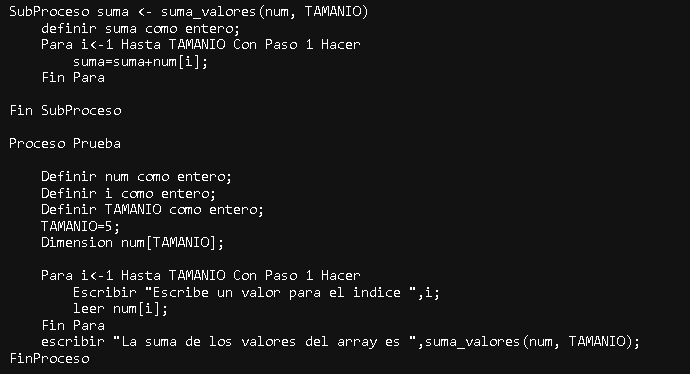 SubProceso suma <- suma_valores(num, TAMANIO)
definir suma como entero;
Para i<-1 Hasta TAMANIO Con Paso 1 Hacer
suma=suma+num[i];
Fin Para
Fin SubProceso
Proceso Prueba
Definir num como entero;
Definir i como entero;
Definir TAMANIO como entero;
TAMANIO=5;
Dimension num[TAMANIO];
Para i<-1 Hasta TAMANIO Con Paso 1 Hacer
Escribir "Escribe un valor para el indice ",i;
leer num[i];
Fin Para
escribir "La suma de los valores del array es ",suma_valores(num, TAMANIO);
FinProceso